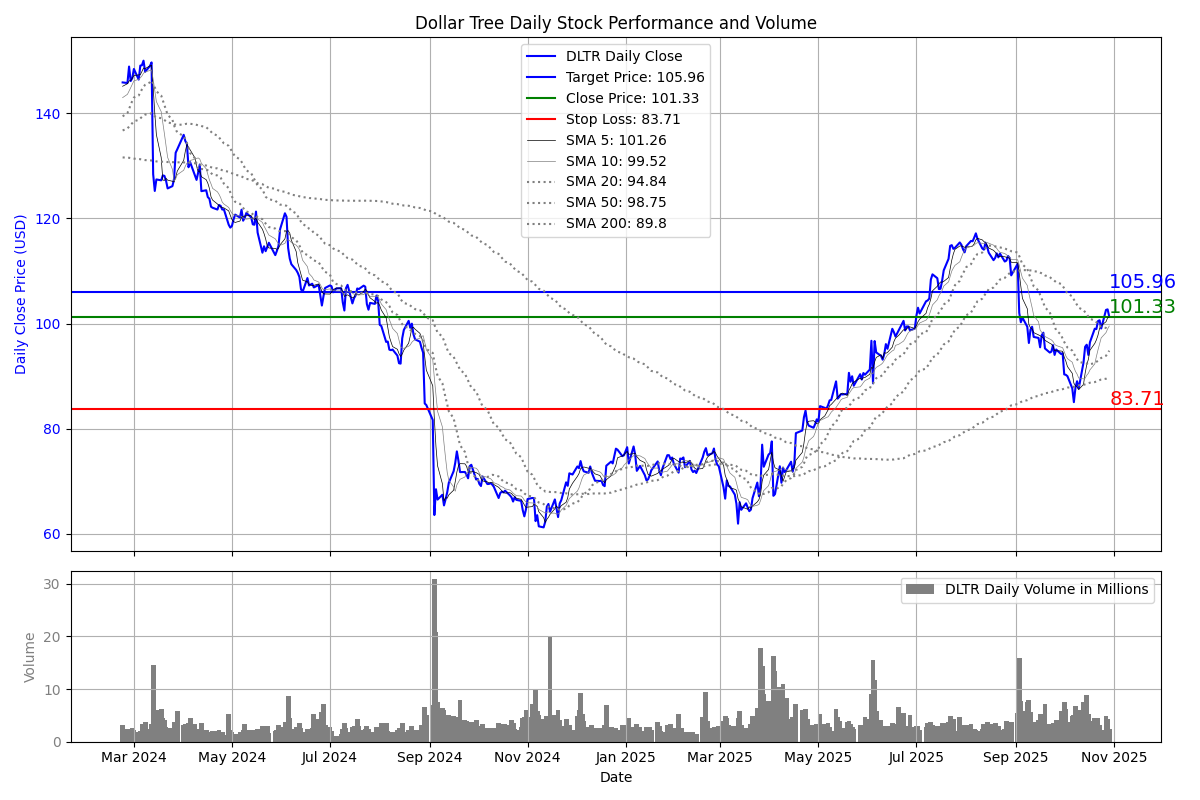 Dollar Tree Daily Stock Performance and Volume
DLTR Daily Close
Target Price: 105.96
Close Price: 101.33
Stop Loss: 83.71
SMA 5: 101.26
SMA 10: 99.52
SMA 20: 94.84
SMA 50: 98.75
SMA 200: 89.8
Daily Close Price (USD)
140
120
100
80
60
105.96
101.33
83.71
DLTR Daily Volume in Millions
Volume
30
20
10
0
Mar 2024 May 2024 Jul 2024 Sep 2024 Nov 2024 Jan 2025 Mar 2025 May 2025 Jul 2025 Sep 2025 Nov 2025
Date